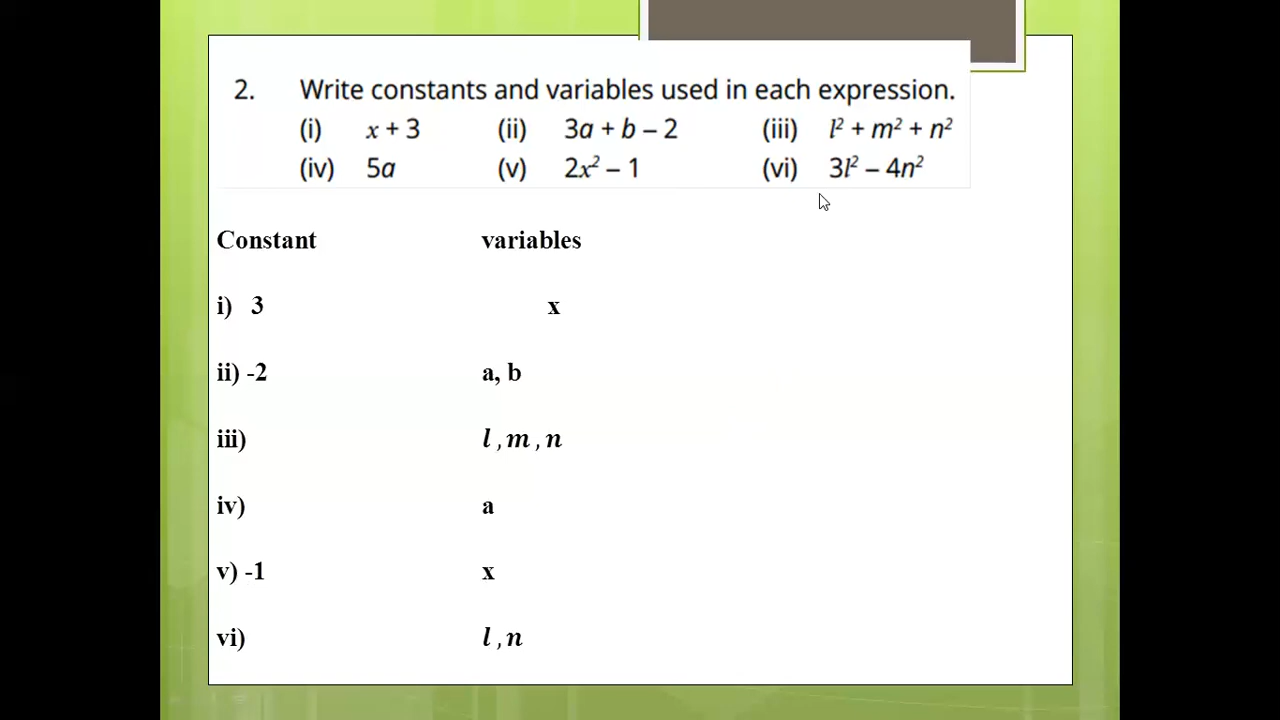 2. Write constants and variables used in each expression.
(i) x + 3 (ii) 3a + b – 2 (iii) l² + m² + n²
(iv) 5a (v) 2x² – 1 (vi) 3l² – 4n²
Constant variables
i) 3 x
ii) -2 a, b
iii) l , m , n
iv) a
v) -1 x
vi) l , n